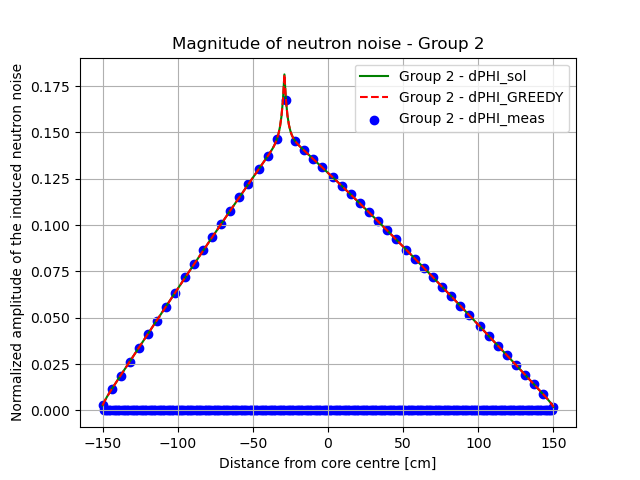 Magnitude of neutron noise - Group 2
Group 2 - dPHI_sol
Group 2 - dPHI_GREEDY
Group 2 - dPHI_meas
Normalized amplitude of the induced neutron noise
0.175
0.150
0.125
0.100
0.075
0.050
0.025
0.000
−150 −100 −50 0 50 100 150
Distance from core centre [cm]